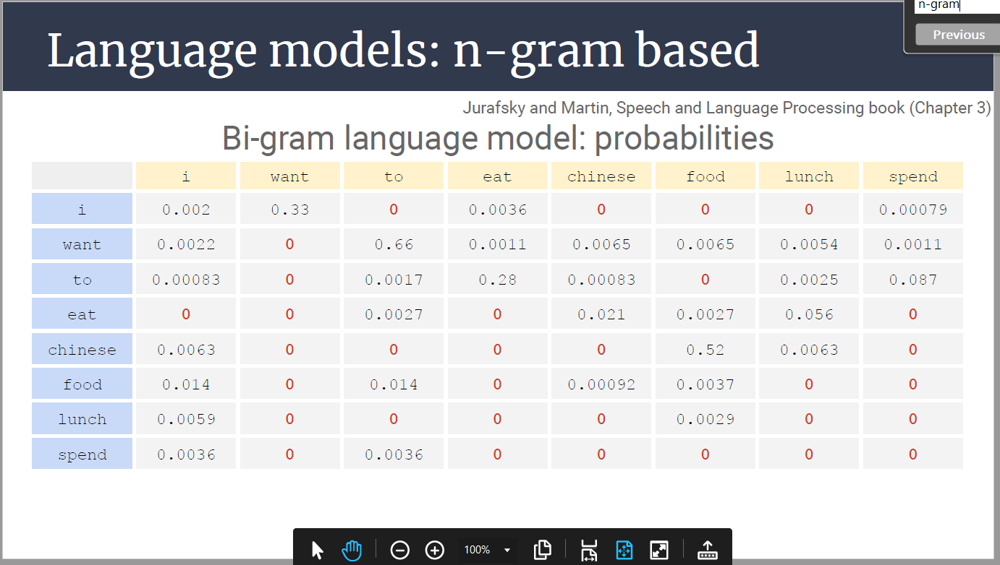 n-gram
Previous
Language models: n-gram based
Jurafsky and Martin, Speech and Language Processing book (Chapter 3)
Bi-gram language model: probabilities
i want to eat chinese food lunch spend
i 0.002 0.33 0 0.0036 0 0 0 0.00079
want 0.0022 0 0.66 0.0011 0.0065 0.0065 0.0054 0.0011
to 0.00083 0 0.0017 0.28 0.00083 0 0.0025 0.087
eat 0 0 0.0027 0 0.021 0.0027 0.056 0
chinese 0.0063 0 0 0 0 0.52 0.0063 0
food 0.014 0 0.014 0 0.00092 0.0037 0 0
lunch 0.0059 0 0 0 0 0.0029 0 0
spend 0.0036 0 0.0036 0 0 0 0 0
100%